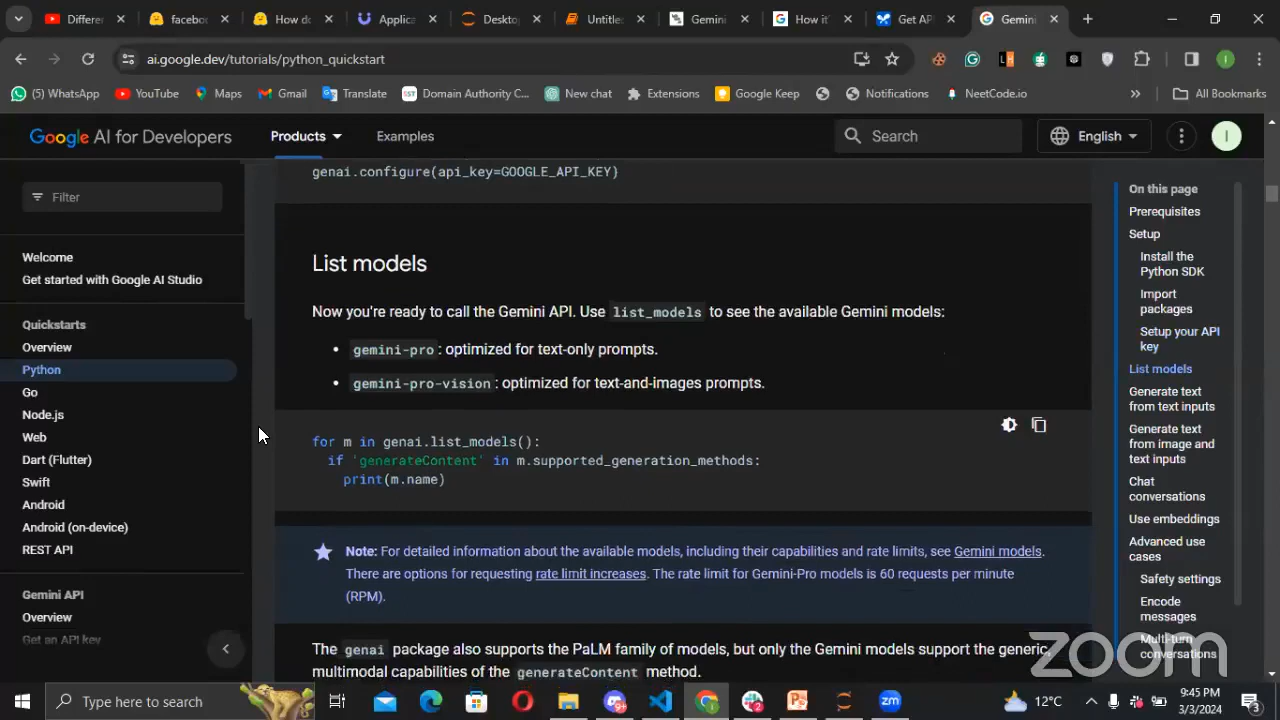 Differen
facebo
How do
Applica
Deskto
Untitle
Gemini
How it
Get AP
Gemini
ai.google.dev/tutorials/python_quickstart
(5) WhatsApp
YouTube
Maps
Gmail
Translate
Domain Authority C...
New chat
Extensions
Google Keep
Notifications
NeetCode.io
All Bookmarks
Google AI for Developers
Products
Examples
Search
English
I
Filter
Welcome
Get started with Google AI Studio
Quickstarts
Overview
Python
Go
Node.js
Web
Dart (Flutter)
Swift
Android
Android (on-device)
REST API
Gemini API
Overview
Get an API key
genai.configure(api_key=GOOGLE_API_KEY)
List models
Now you're ready to call the Gemini API. Use list_models to see the available Gemini models:
• gemini-pro: optimized for text-only prompts.
• gemini-pro-vision: optimized for text-and-images prompts.
for m in genai.list_models():
if 'generateContent' in m.supported_generation_methods:
print(m.name)
Note: For detailed information about the available models, including their capabilities and rate limits, see Gemini models.
There are options for requesting rate limit increases. The rate limit for Gemini-Pro models is 60 requests per minute
(RPM).
The genai package also supports the PaLM family of models, but only the Gemini models support the generic,
multimodal capabilities of the generateContent method.
On this page
Prerequisites
Setup
Install the
Python SDK
Import
packages
Setup your API
key
List models
Generate text
from text inputs
Generate text
from image and
text inputs
Chat
conversations
Use embeddings
Advanced use
cases
Safety settings
Encode
messages
Multi-turn
conversations
zoom
Type here to search
12°C
9:45 PM
3/3/2024